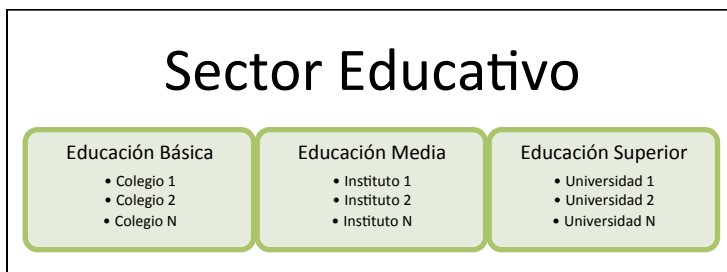 Sector Educativo
Educación Básica
• Colegio 1
• Colegio 2
• Colegio N
Educación Media
• Instituto 1
• Instituto 2
• Instituto N
Educación Superior
• Universidad 1
• Universidad 2
• Universidad N